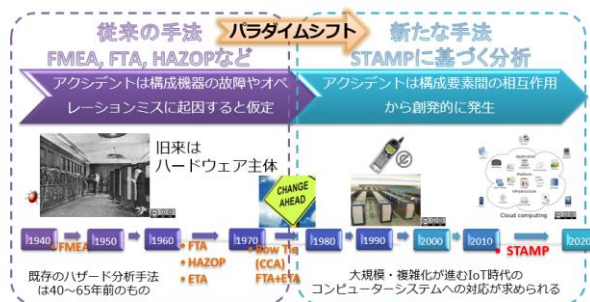 従来の手法
FMEA, FTA, HAZOPなど
パラダイムシフト
新たな手法
STAMPに基づく分析
アクシデントは構成機器の故障やオペ
レーションミスに起因すると仮定
アクシデントは構成要素間の相互作用
から創発的に発生
旧来は
ハードウェア主体
CHANGE
AHEAD
Cloud computing
1940
1950
1960
1970
1980
1990
2000
2010
2020
• FMEA
• FTA
• HAZOP
• ETA
• Bow Tie
(CCA)
FTA+ETA
• STAMP
既存のハザード分析手法
は40~65年前のもの
大規模・複雑化が進むIoT時代の
コンピューターシステムへの対応が求められる